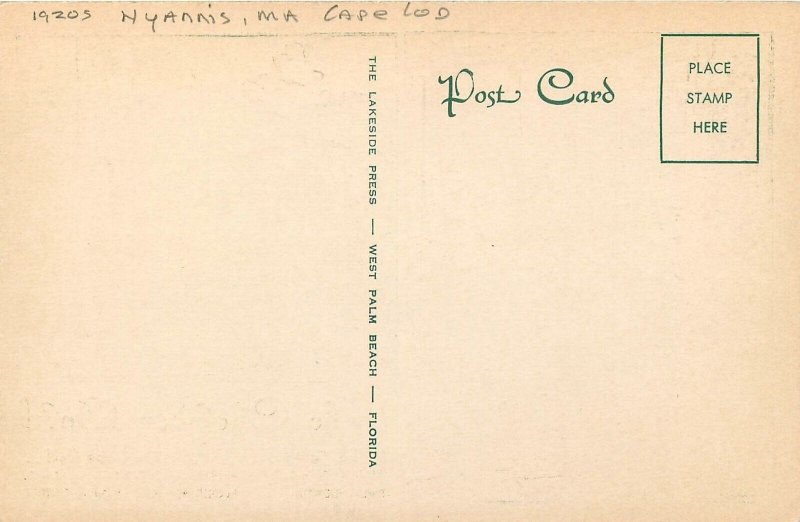 1920s HYANNIS, MA CAPE COD
THE LAKESIDE PRESS — WEST PALM BEACH — FLORIDA
Post Card
PLACE
STAMP
HERE